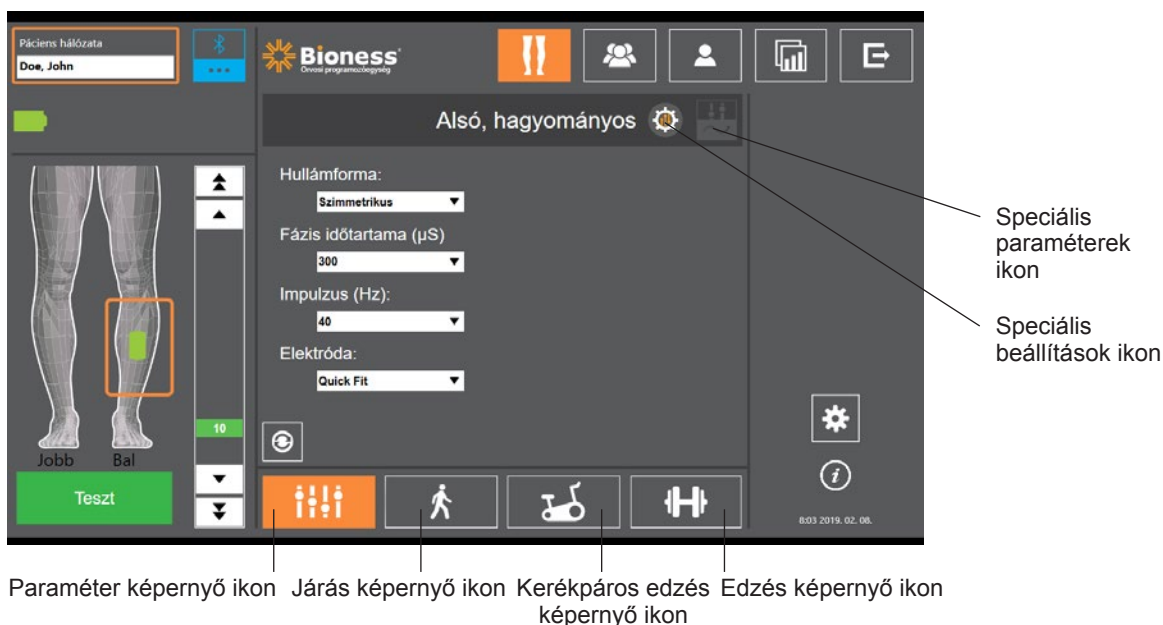 Páciens hálózata
Doe, John
Bioness
Orvosi programozóegység
Alsó, hagyományos
Hullámforma:
Szimmetrikus
Fázis időtartama (µS)
300
Impulzus (Hz):
40
Elektróda:
Quick Fit
10
Jobb Bal
Teszt
8:03 2019. 02. 08.
Speciális
paraméterek
ikon
Speciális
beállítások ikon
Paraméter képernyő ikon
Járás képernyő ikon
Kerékpáros edzés
képernyő ikon
Edzés képernyő ikon